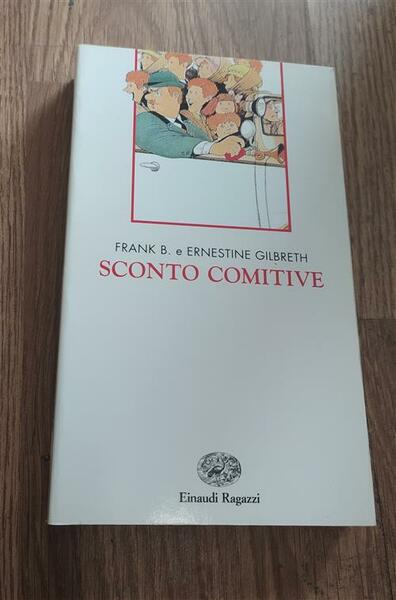 FRANK B. e ERNESTINE GILBRETH
SCONTO COMITIVE
Einaudi Ragazzi